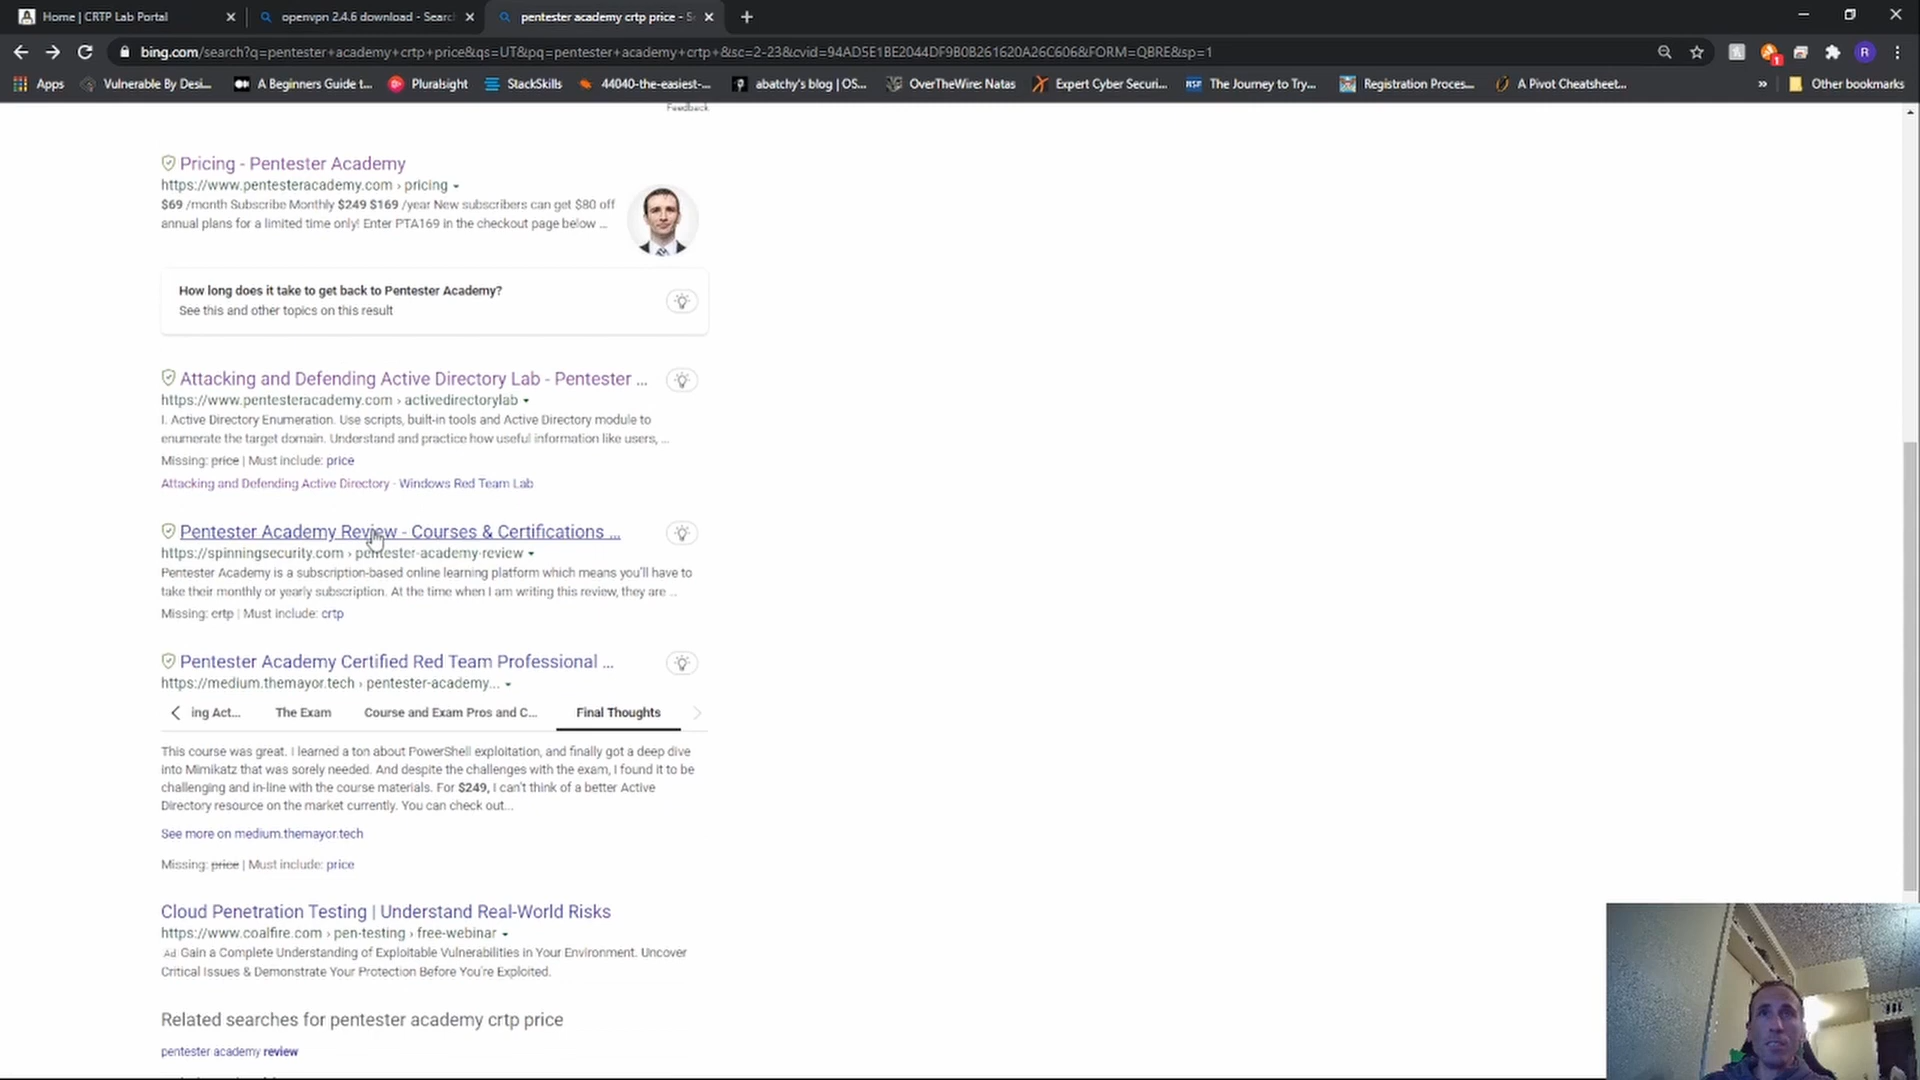 Home | CRTP Lab Portal
openvpn 2.4.6 download - Searc
pentester academy crtp price - S
bing.com/search?q=pentester+academy+crtp+price&qs=UT&pq=pentester+academy+crtp+&sc=2-23&cvid=94AD5E1BE2044DF9B0B261620A26C606&FORM=QBRE&sp=1
Apps
Vulnerable By Desi...
A Beginners Guide t...
Pluralsight
StackSkills
44040-the-easiest-...
abatchy's blog | OS...
OverTheWire: Natas
Expert Cyber Securi...
The Journey to Try...
Registration Proces...
A Pivot Cheatsheet...
»
Other bookmarks
Feedback
Pricing - Pentester Academy
https://www.pentesteracademy.com › pricing
$69 /month Subscribe Monthly $249 $169 /year New subscribers can get $80 off
annual plans for a limited time only! Enter PTA169 in the checkout page below ...
How long does it take to get back to Pentester Academy?
See this and other topics on this result
Attacking and Defending Active Directory Lab - Pentester ...
https://www.pentesteracademy.com › activedirectorylab
I. Active Directory Enumeration. Use scripts, built-in tools and Active Directory module to
enumerate the target domain. Understand and practice how useful information like users, ...
Missing: price | Must include: price
Attacking and Defending Active Directory · Windows Red Team Lab
Pentester Academy Review - Courses & Certifications ...
https://spinningsecurity.com › pentester-academy-review
Pentester Academy is a subscription-based online learning platform which means you'll have to
take their monthly or yearly subscription. At the time when I am writing this review, they are ...
Missing: crtp | Must include: crtp
Pentester Academy Certified Red Team Professional ...
https://medium.themayor.tech › pentester-academy...
ing Act...
The Exam
Course and Exam Pros and C...
Final Thoughts
This course was great. I learned a ton about PowerShell exploitation, and finally got a deep dive
into Mimikatz that was sorely needed. And despite the challenges with the exam, I found it to be
challenging and in-line with the course materials. For $249, I can't think of a better Active
Directory resource on the market currently. You can check out...
See more on medium.themayor.tech
Missing: price | Must include: price
Cloud Penetration Testing | Understand Real-World Risks
https://www.coalfire.com › pen-testing › free-webinar
Ad Gain a Complete Understanding of Exploitable Vulnerabilities in Your Environment. Uncover
Critical Issues & Demonstrate Your Protection Before You're Exploited.
Related searches for pentester academy crtp price
pentester academy review